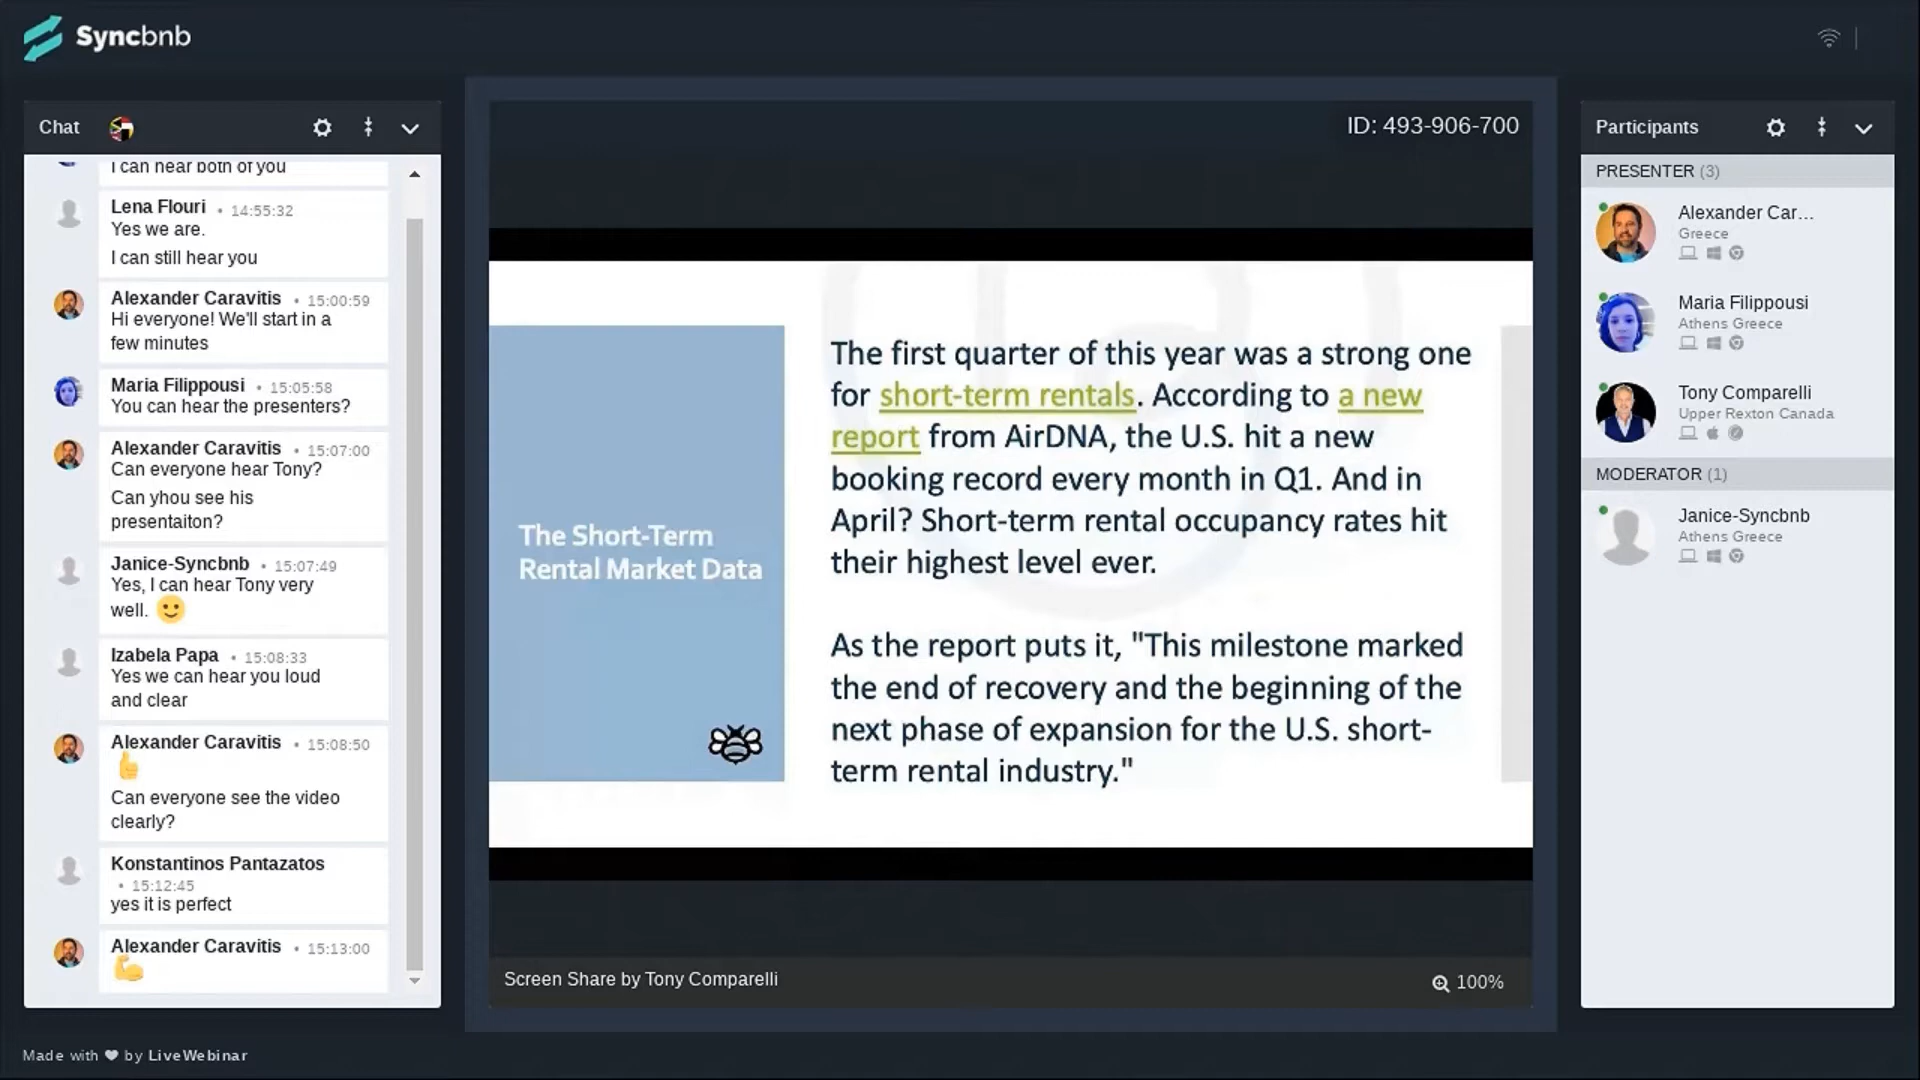 Syncbnb
Chat
I can hear both of you
Lena Flouri • 14:55:32
Yes we are.
I can still hear you
Alexander Caravitis • 15:00:59
Hi everyone! We'll start in a
few minutes
Maria Filippousi • 15:05:58
You can hear the presenters?
Alexander Caravitis • 15:07:00
Can everyone hear Tony?
Can yhou see his
presentaiton?
Janice-Syncbnb • 15:07:49
Yes, I can hear Tony very
well.
Izabela Papa • 15:08:33
Yes we can hear you loud
and clear
Alexander Caravitis • 15:08:50
Can everyone see the video
clearly?
Konstantinos Pantazatos
• 15:12:45
yes it is perfect
Alexander Caravitis • 15:13:00
ID: 493-906-700
The Short-Term
Rental Market Data
The first quarter of this year was a strong one
for short-term rentals. According to a new
report from AirDNA, the U.S. hit a new
booking record every month in Q1. And in
April? Short-term rental occupancy rates hit
their highest level ever.
As the report puts it, "This milestone marked
the end of recovery and the beginning of the
next phase of expansion for the U.S. short-
term rental industry."
Screen Share by Tony Comparelli
100%
Participants
PRESENTER (3)
Alexander Car...
Greece
Maria Filippousi
Athens Greece
Tony Comparelli
Upper Rexton Canada
MODERATOR (1)
Janice-Syncbnb
Athens Greece
Made with ❤ by LiveWebinar